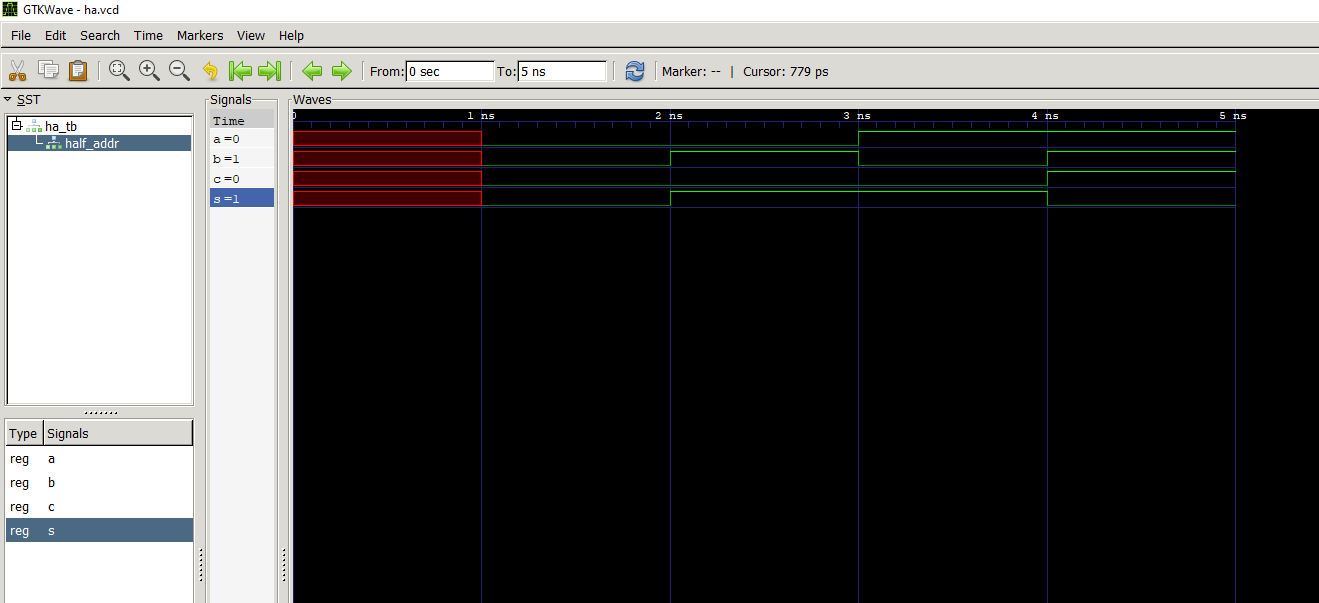 GTKWave - ha.vcd
File Edit Search Time Markers View Help
From: 0 sec To: 5 ns Marker: -- | Cursor: 779 ps
SST
ha_tb
half_addr
Type Signals
reg a
reg b
reg c
reg s
Signals
Time
a =0
b =1
c =0
s =1
Waves
0 1 ns 2 ns 3 ns 4 ns 5 ns